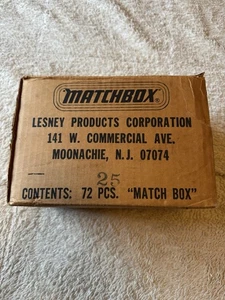 MATCHBOX
LESNEY PRODUCTS CORPORATION
141 W. COMMERCIAL AVE.
MOONACHIE, N.J. 07074
25
CONTENTS: 72 PCS. "MATCH BOX"